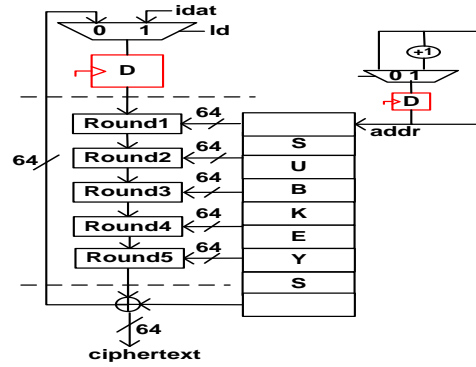 idat
0 1 ld
D
+1
0 1
D
addr
64
Round1 64
S
Round2 64
U
Round3 64
B
64
K
Round4 64
E
Round5 64
Y
S
64
ciphertext